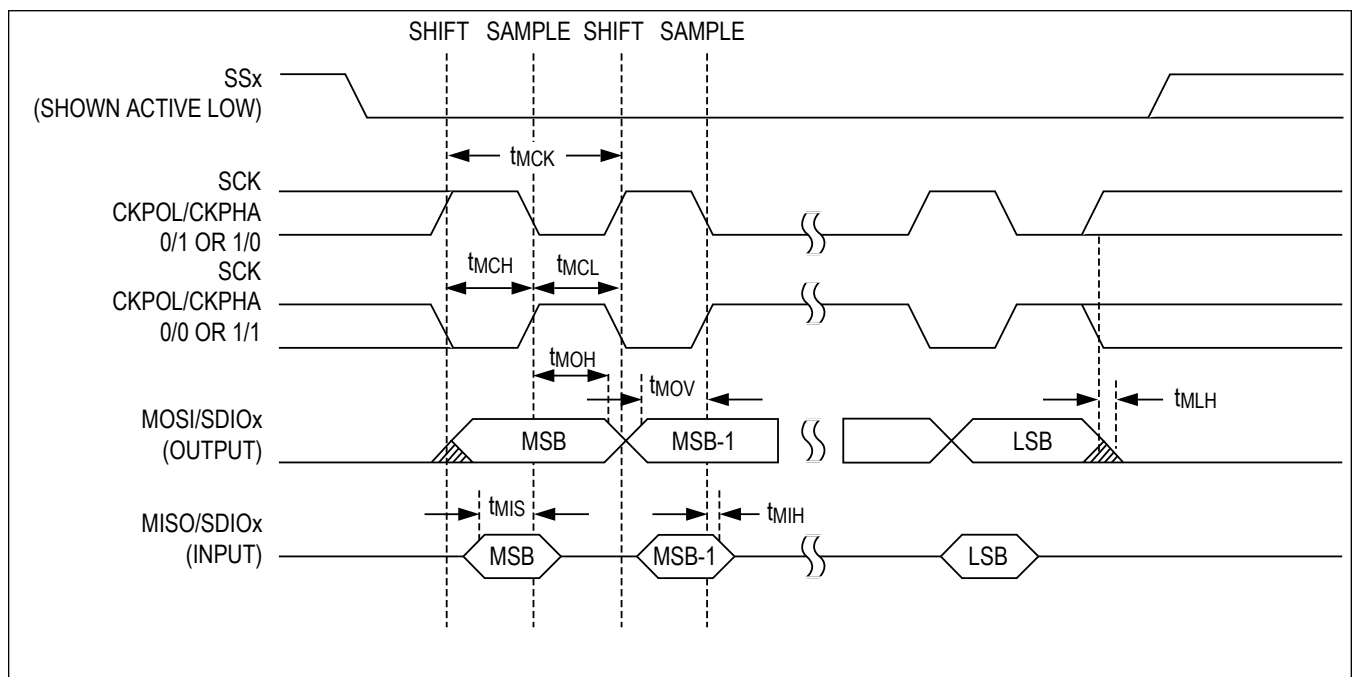 SHIFT SAMPLE SHIFT SAMPLE
SSx
(SHOWN ACTIVE LOW)
tMCK
SCK
CKPOL/CKPHA
0/1 OR 1/0
tMCH tMCL
SCK
CKPOL/CKPHA
0/0 OR 1/1
tMOH
tMOV
tMLH
MOSI/SDIOx
(OUTPUT)
MSB MSB-1 LSB
tMIS
tMIH
MISO/SDIOx
(INPUT)
MSB MSB-1 LSB